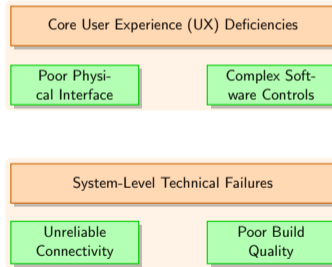 Core User Experience (UX) Deficiencies
Poor Physi-
cal Interface
Complex Soft-
ware Controls
System-Level Technical Failures
Unreliable
Connectivity
Poor Build
Quality